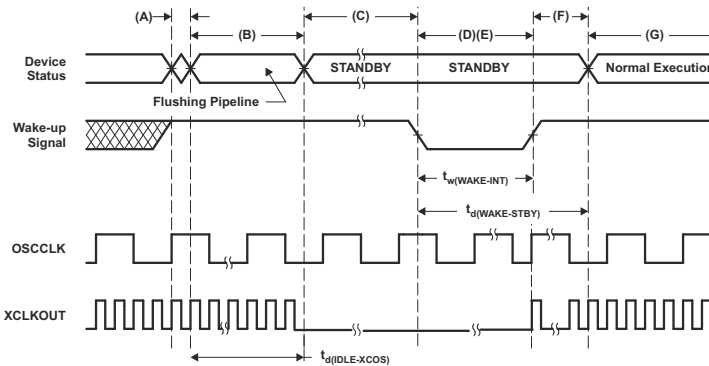 (A)
(B)
(C)
(D)(E)
(F)
(G)
Device
Status
STANDBY
STANDBY
Normal Execution
Flushing Pipeline
Wake-up
Signal
tw(WAKE-INT)
td(WAKE-STBY)
OSCCLK
XCLKOUT
td(IDLE-XCOS)